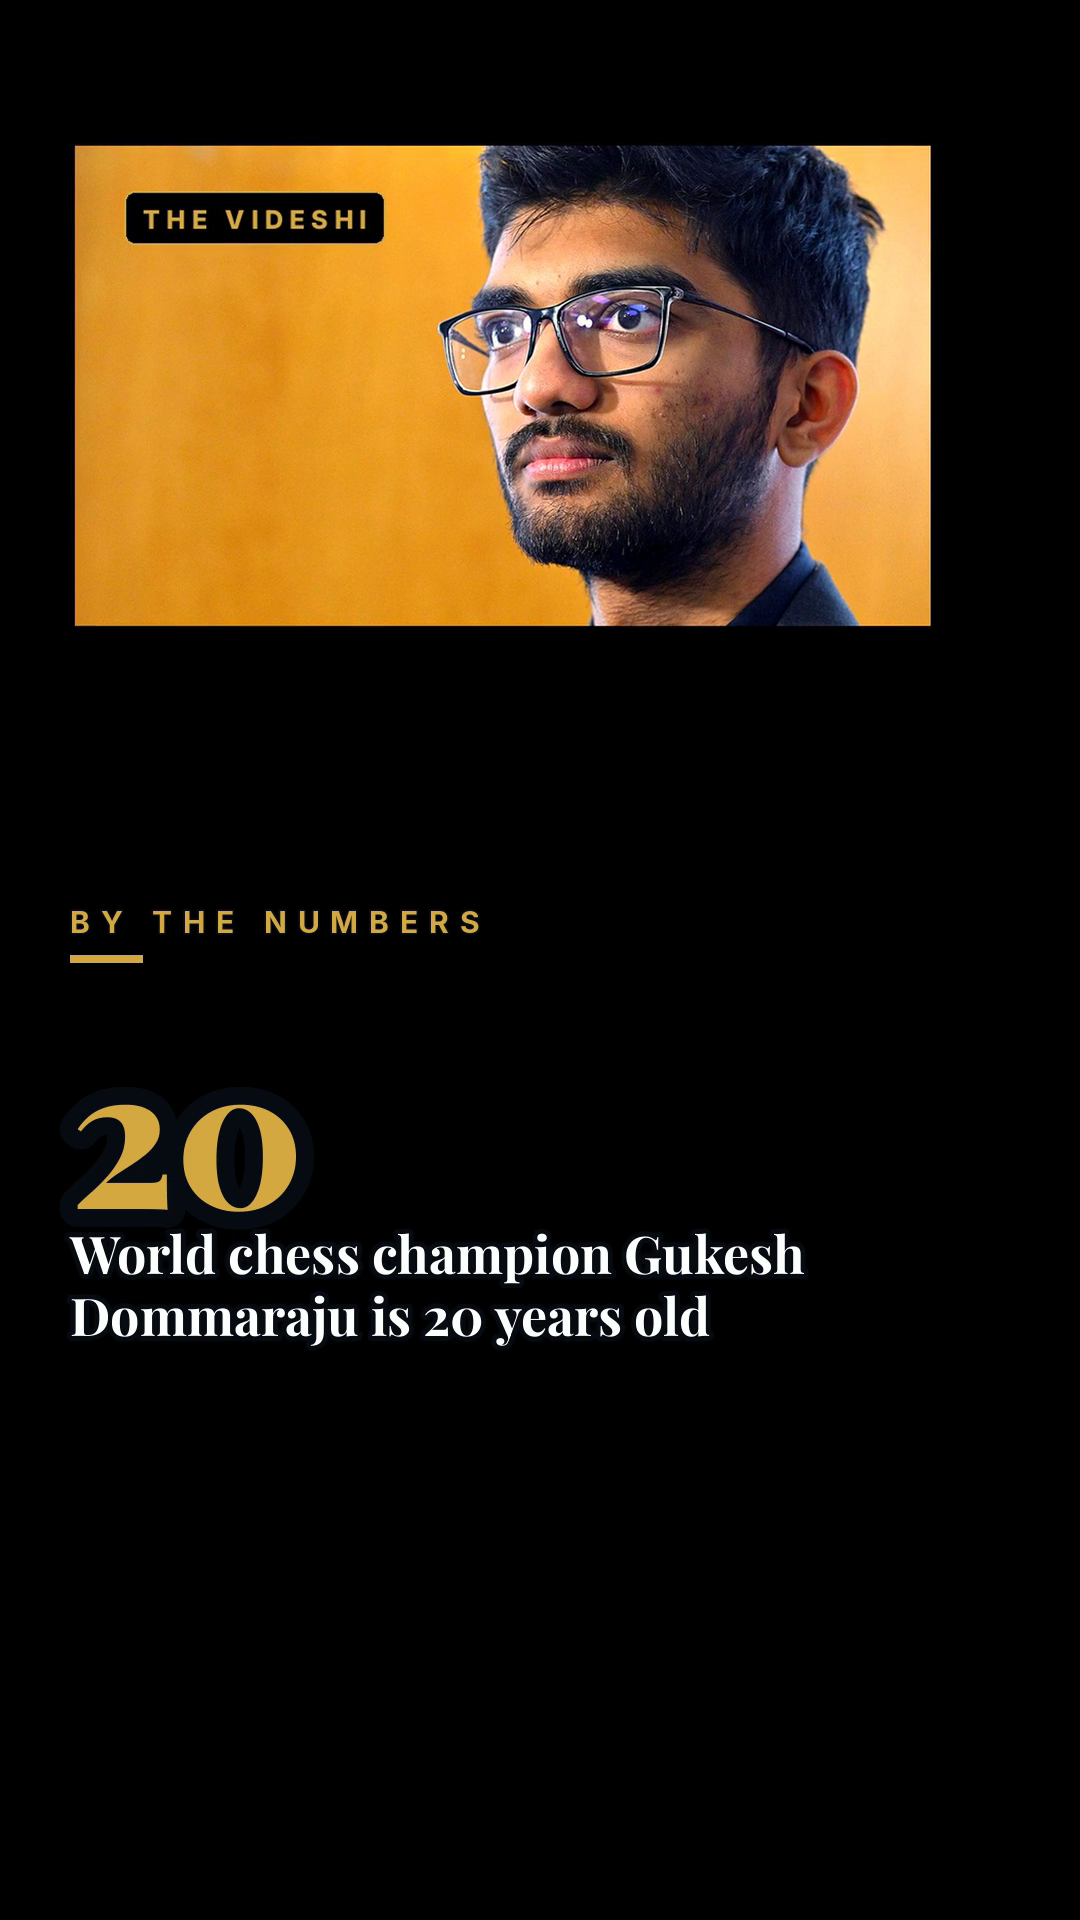 THE VIDESHI
BY THE NUMBERS
20
World chess champion Gukesh
Dommaraju is 20 years old